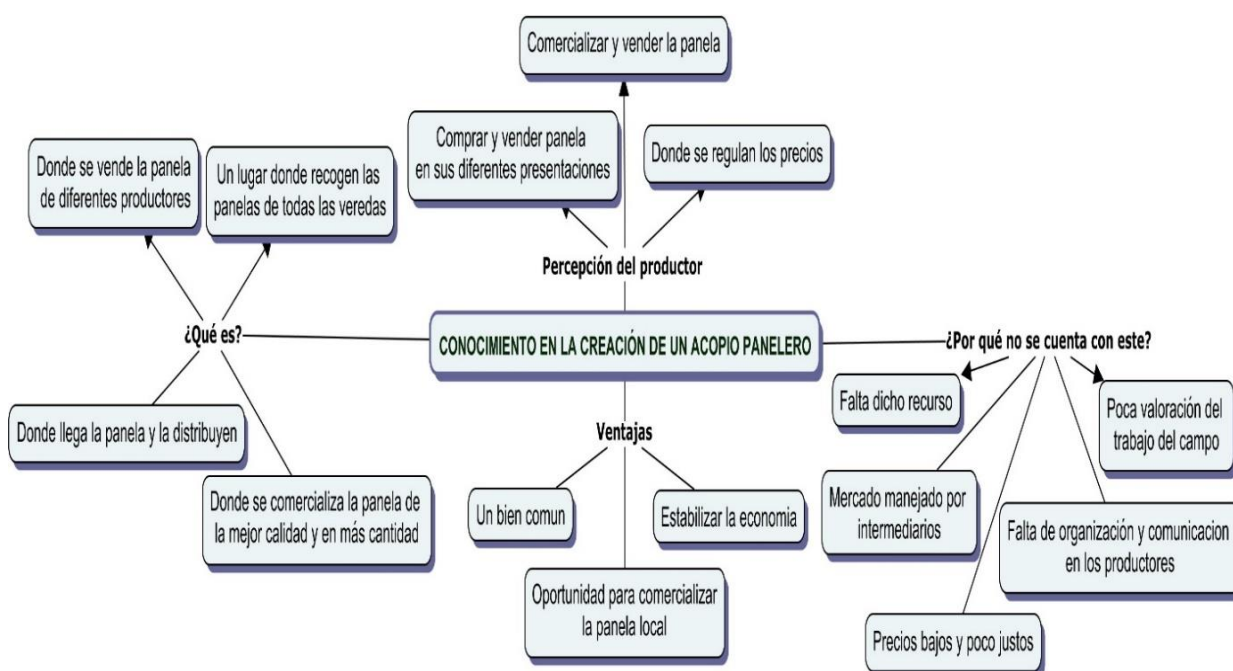 Comercializar y vender la panela
Comprar y vender panela
en sus diferentes presentaciones
Donde se regulan los precios
Donde se vende la panela
de diferentes productores
Un lugar donde recogen las
panelas de todas las veredas
Percepción del productor
¿Qué es?
CONOCIMIENTO EN LA CREACIÓN DE UN ACOPIO PANELERO
¿Por qué no se cuenta con este?
Donde llega la panela y la distribuyen
Donde se comercializa la panela de
la mejor calidad y en más cantidad
Ventajas
Un bien comun
Estabilizar la economia
Oportunidad para comercializar
la panela local
Falta dicho recurso
Poca valoración del
trabajo del campo
Mercado manejado por
intermediarios
Falta de organización y comunicacion
en los productores
Precios bajos y poco justos